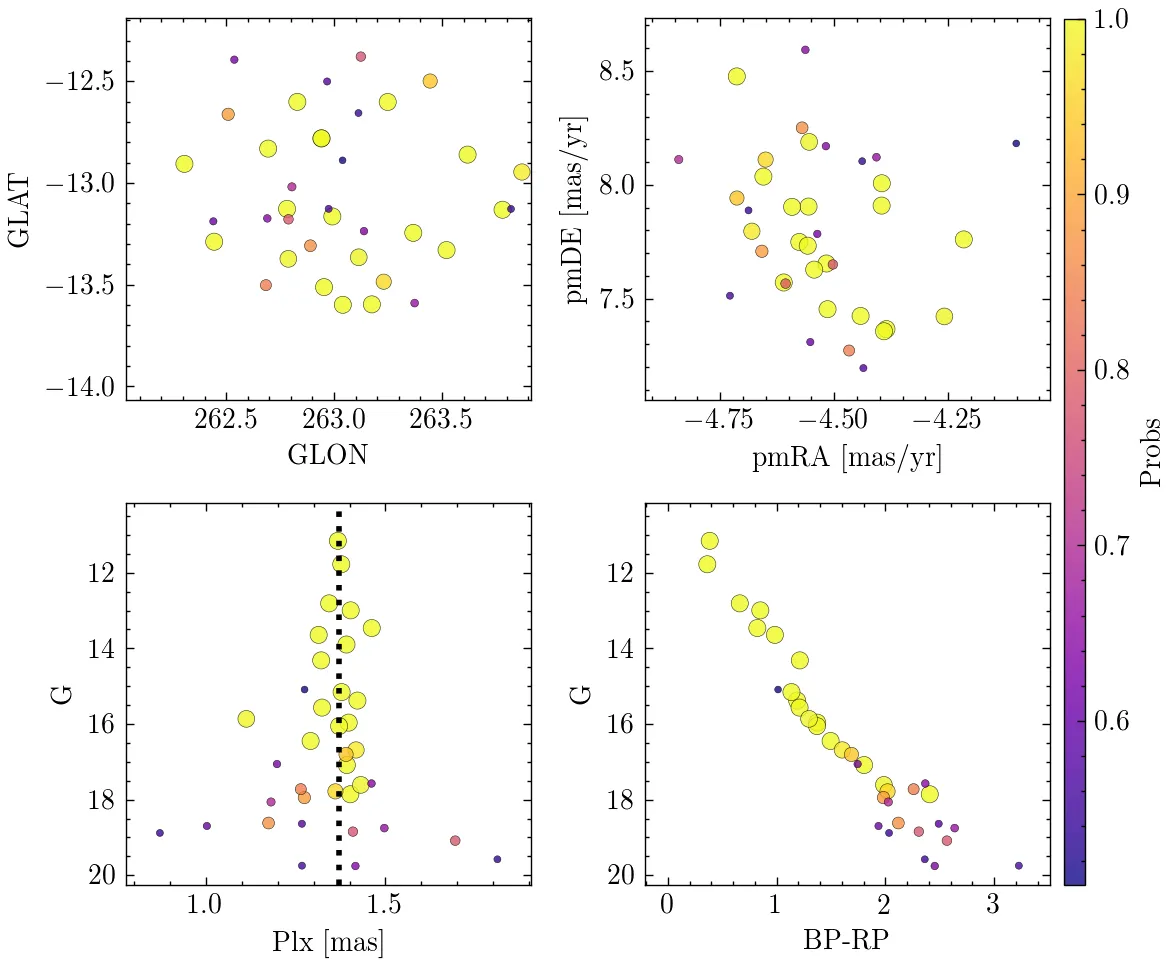 −12.5
−13.0
−13.5
−14.0
GLAT
262.5 263.0 263.5
GLON
8.5
8.0
7.5
pmDE [mas/yr]
−4.75 −4.50 −4.25
pmRA [mas/yr]
12
14
16
18
20
G
1.0 1.5
Plx [mas]
12
14
16
18
20
G
0 1 2 3
BP-RP
1.0
0.9
0.8
0.7
0.6
Probs